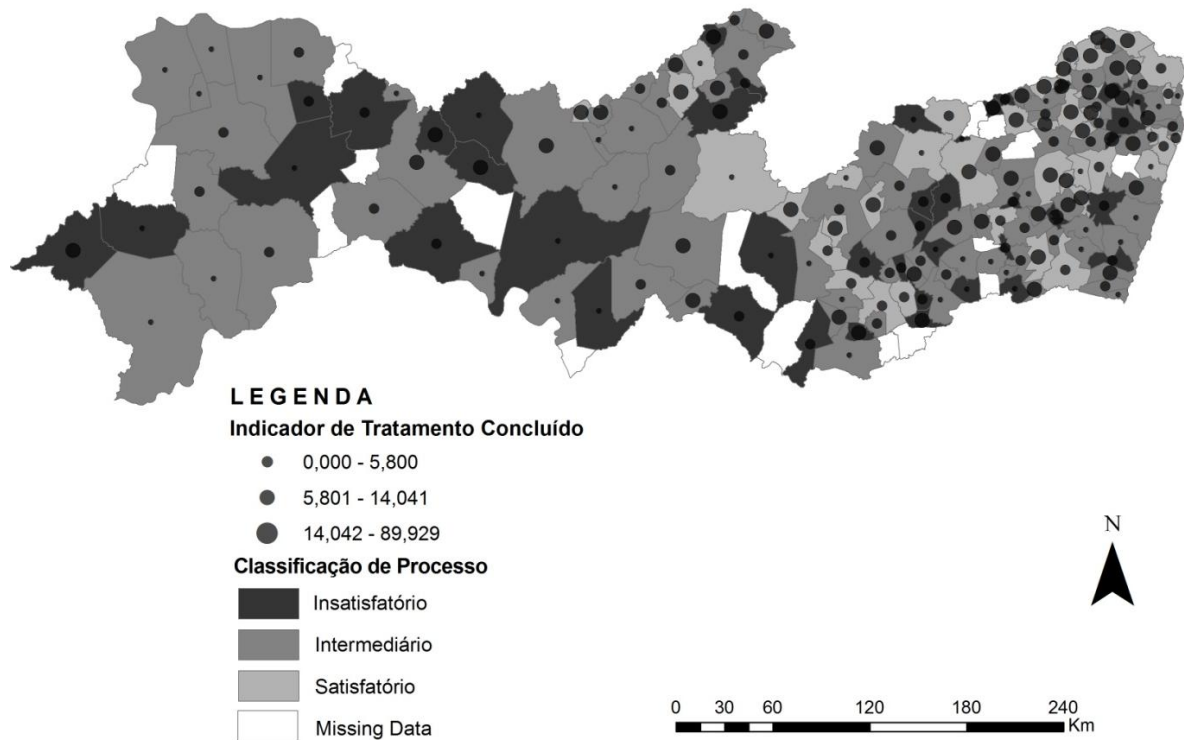 L E G E N D A
Indicador de Tratamento Concluído
0,000 - 5,800
5,801 - 14,041
14,042 - 89,929
Classificação de Processo
Insatisfatório
Intermediário
Satisfatório
Missing Data
N
0 30 60 120 180 240
Km